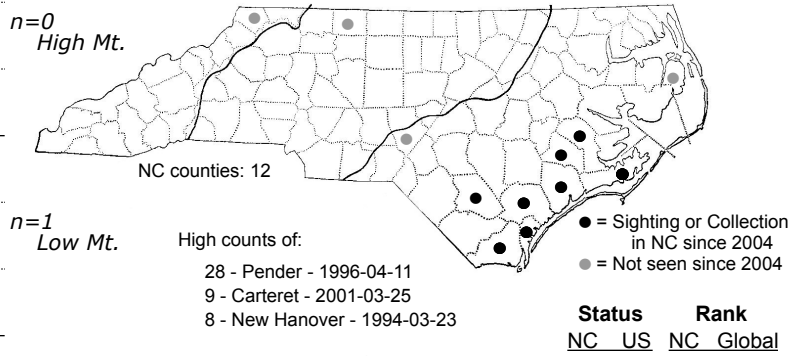 n=0
High Mt.
NC counties: 12
n=1
Low Mt.
High counts of:
28 - Pender - 1996-04-11
9 - Carteret - 2001-03-25
8 - New Hanover - 1994-03-23
● = Sighting or Collection
in NC since 2004
● = Not seen since 2004
Status Rank
NC US NC Global